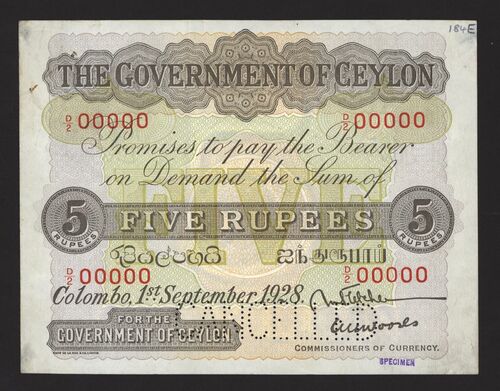 184E
THE GOVERNMENT OF CEYLON
D/2 00000 D/2 00000
Promises to pay the Bearer
on Demand the Sum of
FIVE
5 RUPEES FIVE RUPEES 5 RUPEES
රුපියල් පහයි ஐந்துரூபாய்
D/2 00000 D/2 00000
Colombo, 1st September, 1928.
CANCELLED
FOR THE
GOVERNMENT OF CEYLON
COMMISSIONERS OF CURRENCY.
SPECIMEN